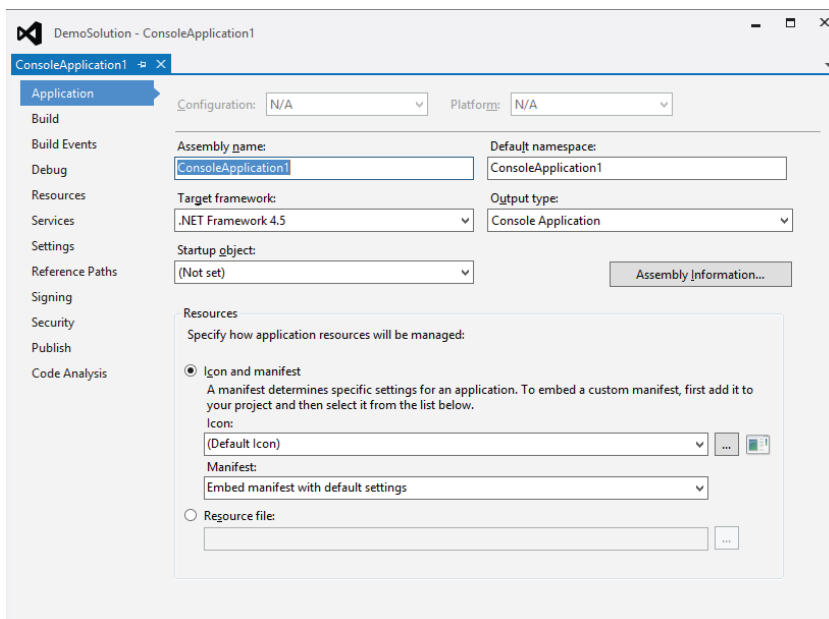 DemoSolution - ConsoleApplication1
ConsoleApplication1
Application
Build
Build Events
Debug
Resources
Services
Settings
Reference Paths
Signing
Security
Publish
Code Analysis
Configuration: N/A Platform: N/A
Assembly name: Default namespace:
ConsoleApplication1 ConsoleApplication1
Target framework: Output type:
.NET Framework 4.5 Console Application
Startup object:
(Not set) Assembly Information...
Resources
Specify how application resources will be managed:
Icon and manifest
A manifest determines specific settings for an application. To embed a custom manifest, first add it to
your project and then select it from the list below.
Icon:
(Default Icon) ...
Manifest:
Embed manifest with default settings
Resource file:
...